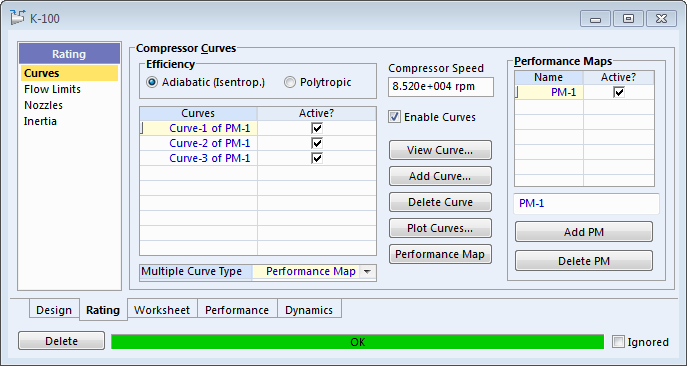 K-100
Rating
Curves
Flow Limits
Nozzles
Inertia
Compressor Curves
Efficiency
Adiabatic (Isentrop.) Polytropic
Curves Active?
Curve-1 of PM-1
Curve-2 of PM-1
Curve-3 of PM-1
Multiple Curve Type Performance Map
Compressor Speed
8.520e+004 rpm
Enable Curves
View Curve...
Add Curve...
Delete Curve
Plot Curves...
Performance Map
Performance Maps
Name Active?
PM-1
PM-1
Add PM
Delete PM
Design Rating Worksheet Performance Dynamics
Delete OK Ignored